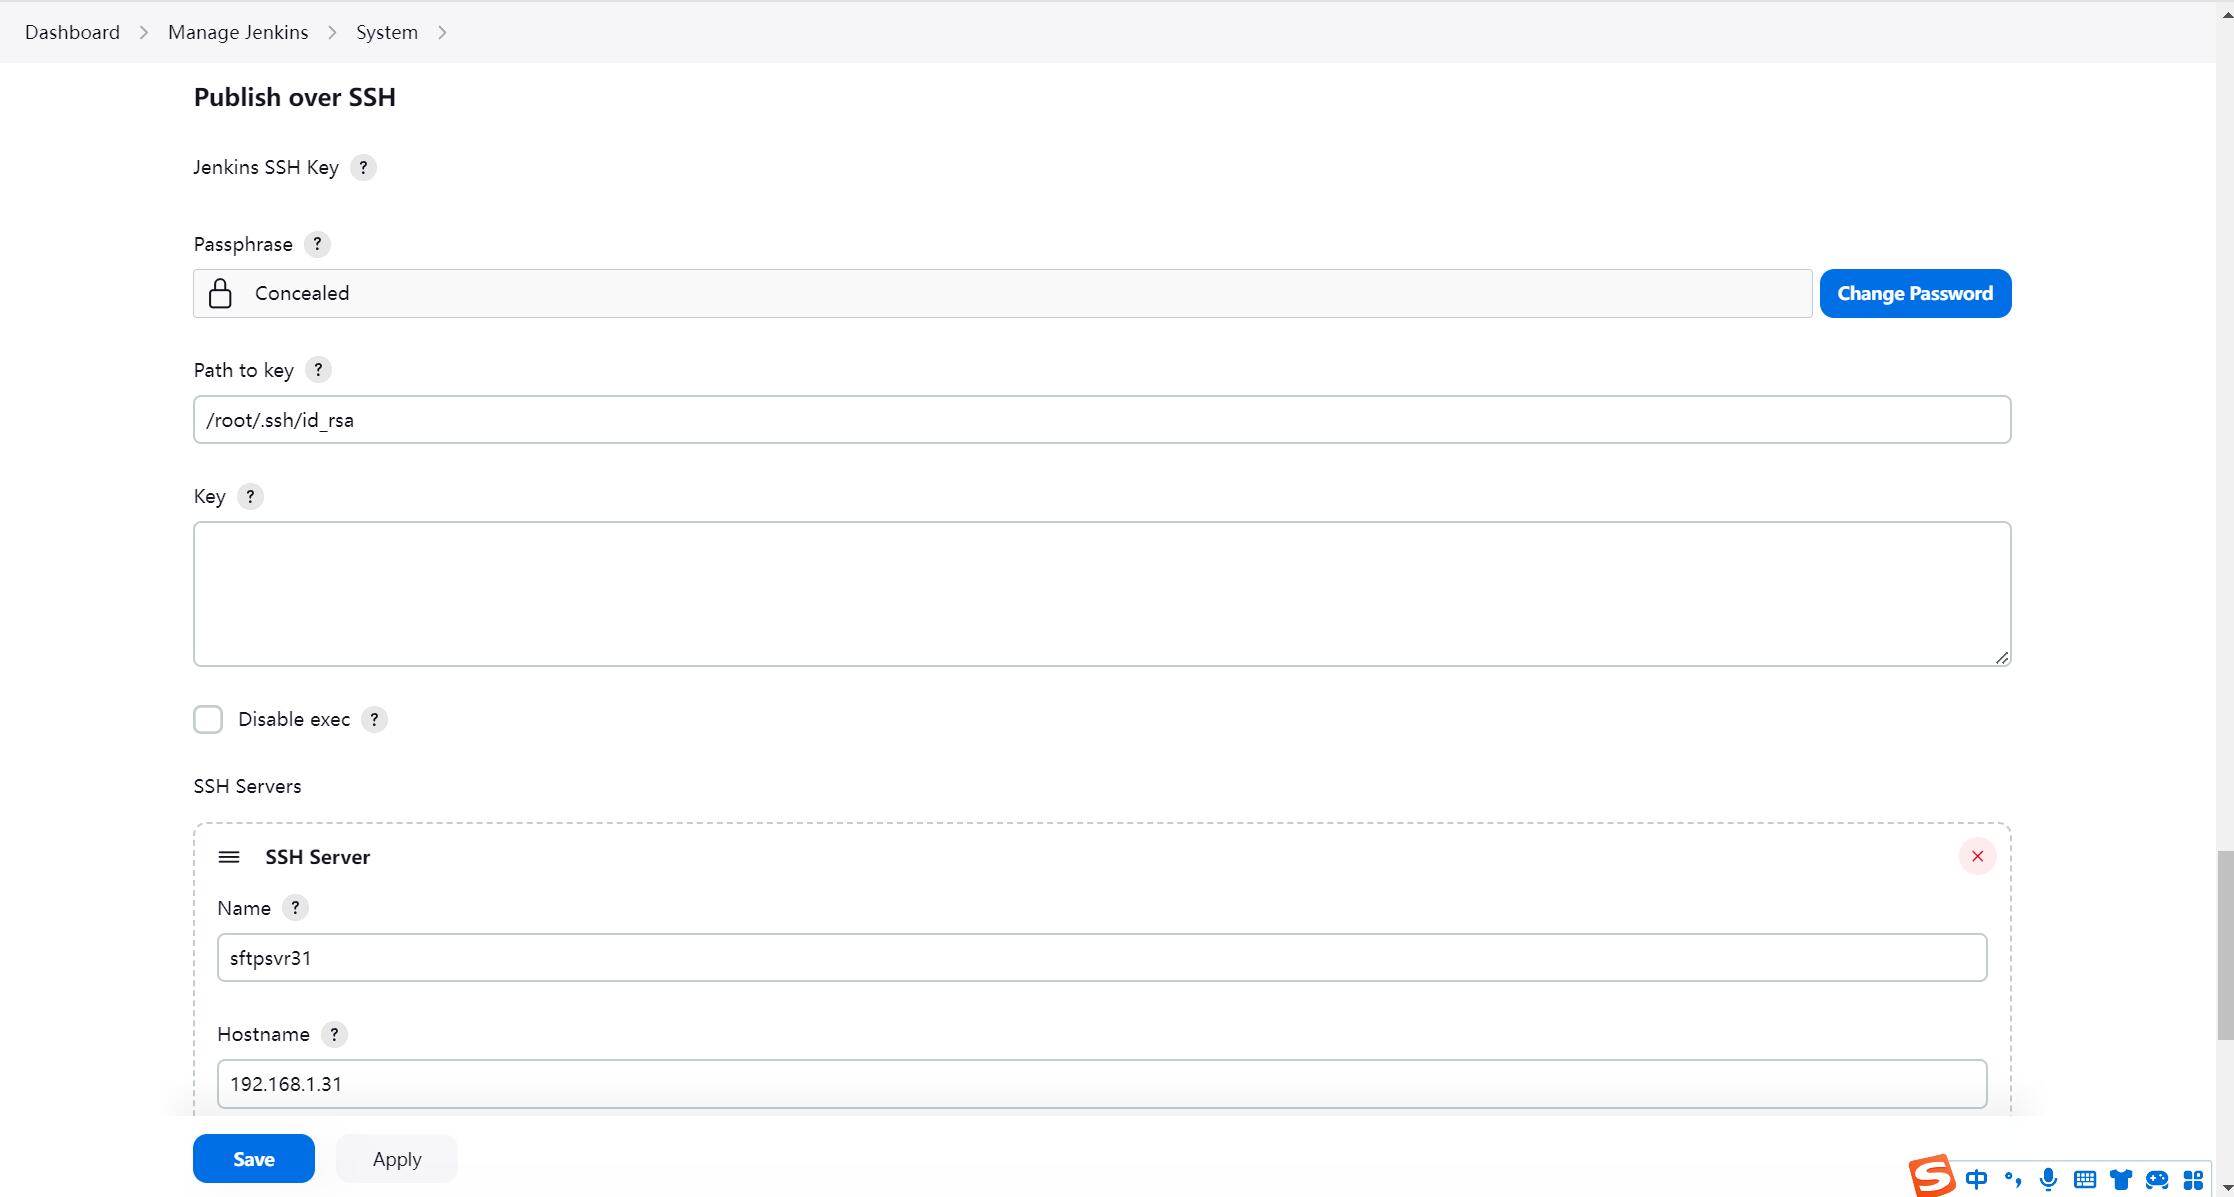 Dashboard > Manage Jenkins > System >
Publish over SSH
Jenkins SSH Key ?
Passphrase ?
Concealed
Change Password
Path to key ?
/root/.ssh/id_rsa
Key ?
Disable exec ?
SSH Servers
SSH Server
Name ?
sftpsvr31
Hostname ?
192.168.1.31
Save
Apply
S 中 °,